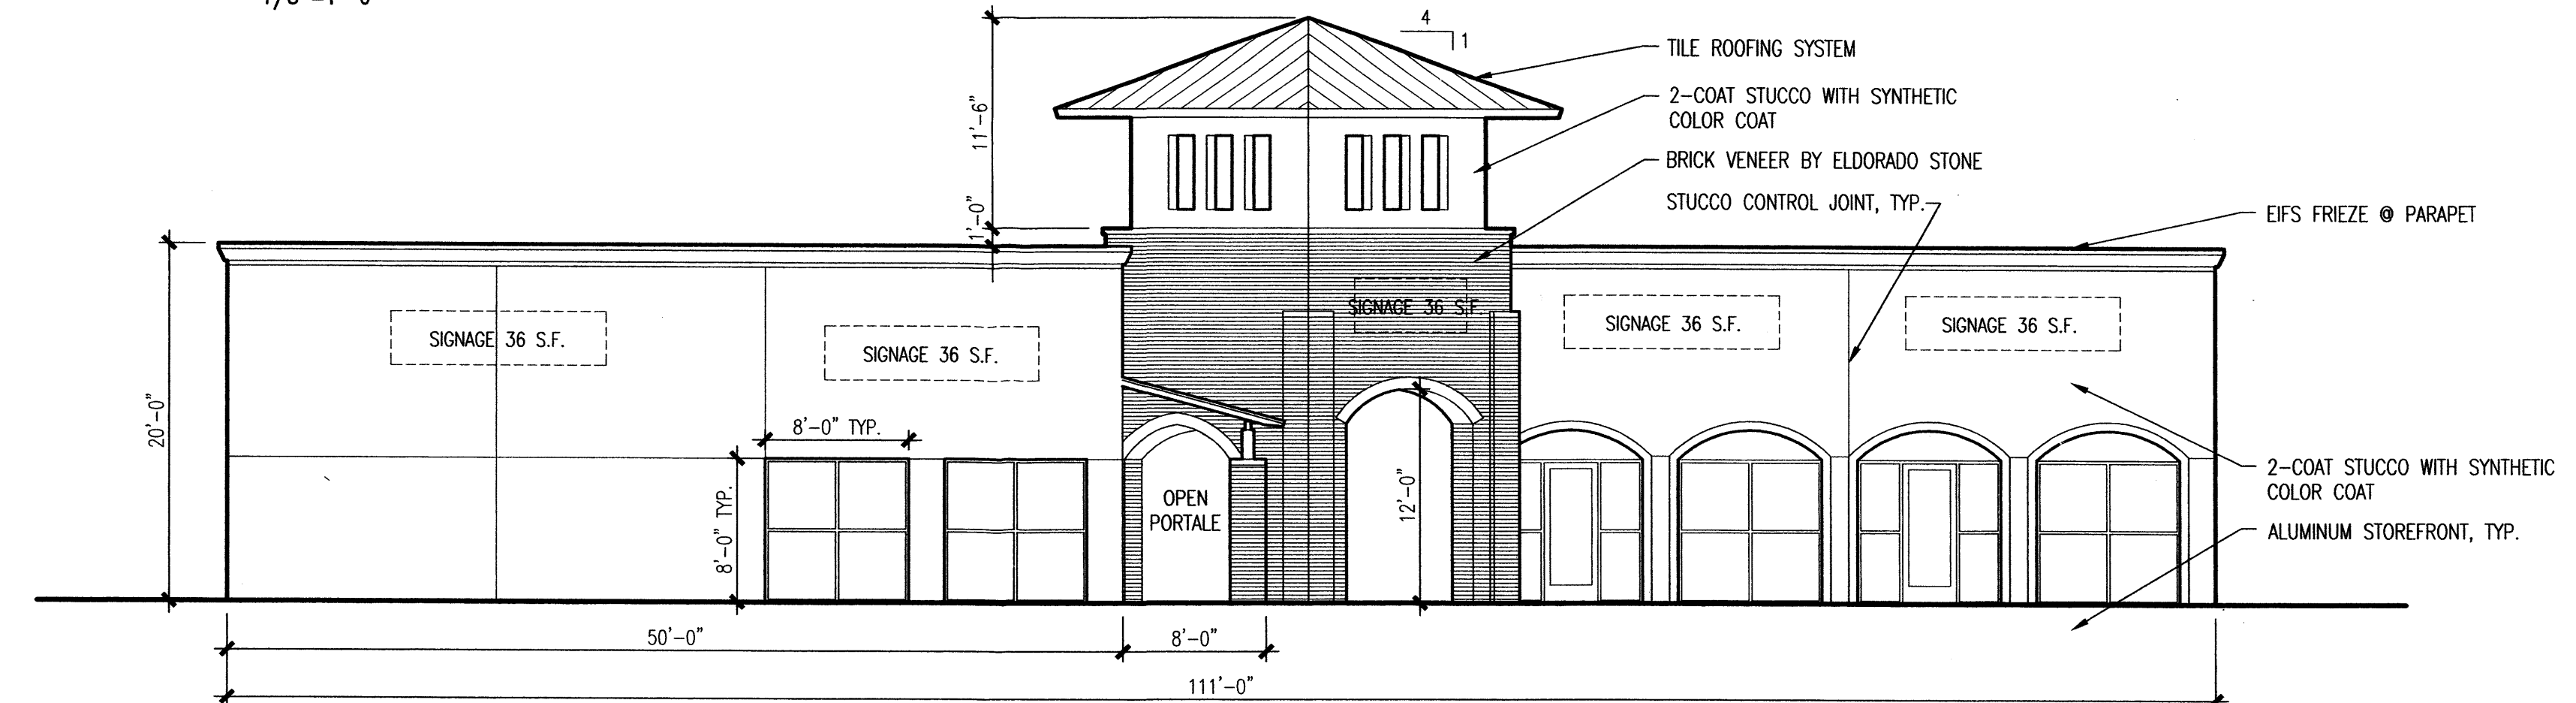 4
1
TILE ROOFING SYSTEM
2-COAT STUCCO WITH SYNTHETIC
COLOR COAT
11'-6"
BRICK VENEER BY ELDORADO STONE
STUCCO CONTROL JOINT, TYP.
EIFS FRIEZE @ PARAPET
1'-0"
SIGNAGE 36 S.F.
SIGNAGE 36 S.F.
SIGNAGE 36 S.F.
SIGNAGE 36 S.F.
SIGNAGE 36 S.F.
20'-0"
8'-0" TYP.
8'-0" TYP.
OPEN
PORTALE
12'-0"
2-COAT STUCCO WITH SYNTHETIC
COLOR COAT
ALUMINUM STOREFRONT, TYP.
50'-0"
8'-0"
111'-0"